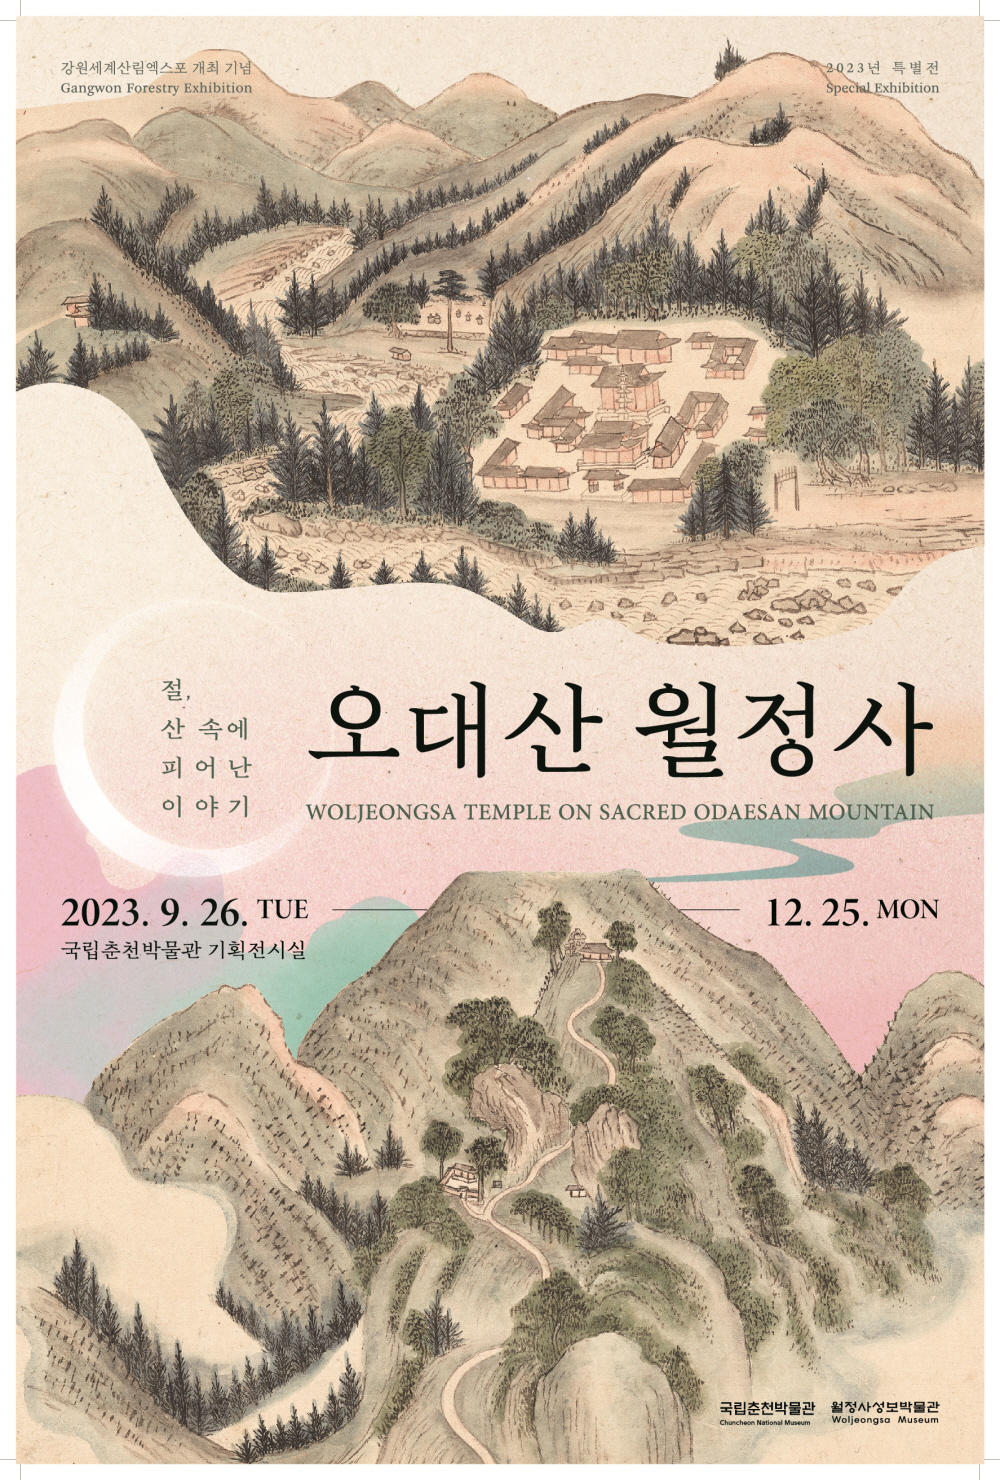 강원세계산림엑스포 개최 기념
Gangwon Forestry Exhibition
2023년 특별전
Special Exhibition
절,
산 속에
피어난
이야기
오대산 월정사
WOLJEONGSA TEMPLE ON SACRED ODAESAN MOUNTAIN
2023. 9. 26. TUE
12. 25. MON
국립춘천박물관 기획전시실
국립춘천박물관
Chuncheon National Museum
월정사성보박물관
Woljeongsa Museum